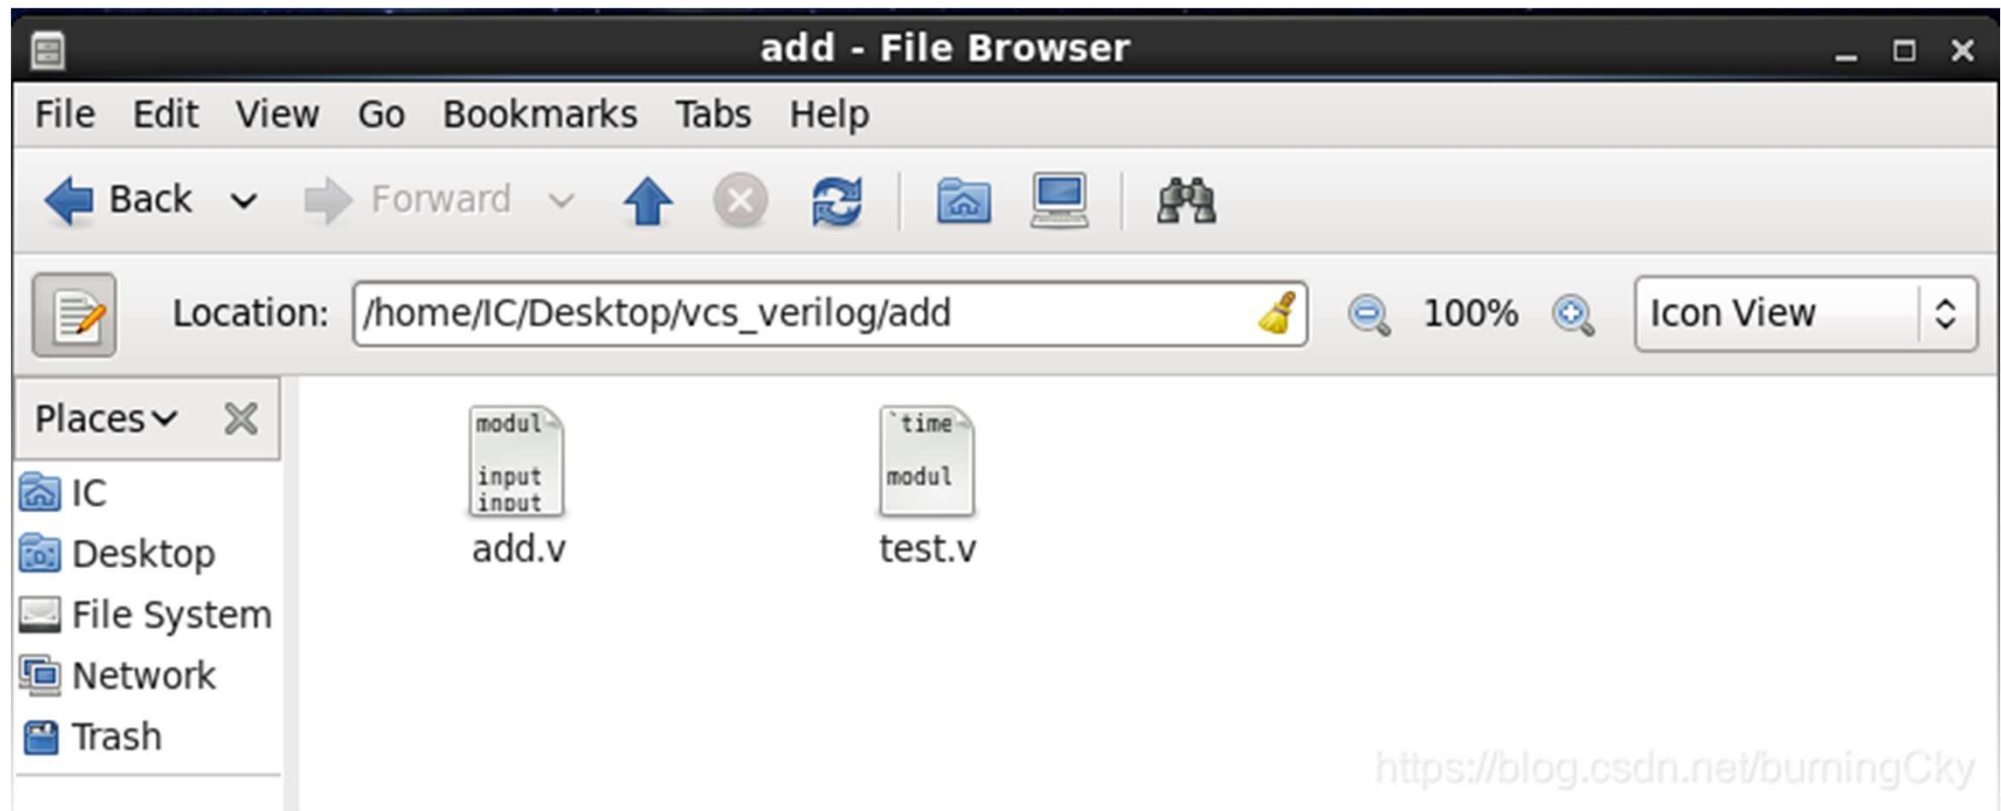 add - File Browser
File Edit View Go Bookmarks Tabs Help
Back Forward
Location: /home/IC/Desktop/vcs_verilog/add 100% Icon View
Places
IC
Desktop
File System
Network
Trash
modul
input
input
add.v
`time
modul
test.v
https://blog.csdn.net/burningCky